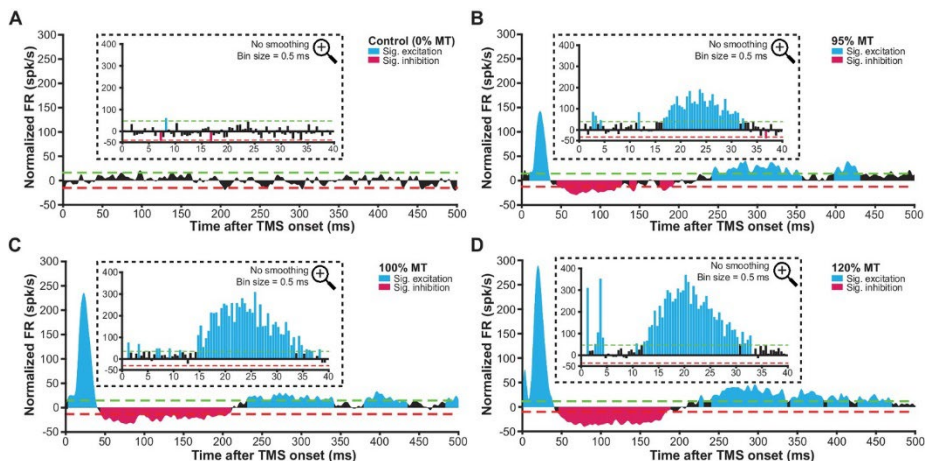 A
Control (0% MT)
Sig. excitation
Sig. inhibition
No smoothing
Bin size = 0.5 ms
400
300
200
100
0
-50
0 5 10 15 20 25 30 35 40
Normalized FR (spk/s)
300
250
200
150
100
50
0
-50
0 50 100 150 200 250 300 350 400 450 500
Time after TMS onset (ms)
B
95% MT
Sig. excitation
Sig. inhibition
No smoothing
Bin size = 0.5 ms
400
300
200
100
0
-50
0 5 10 15 20 25 30 35 40
Normalized FR (spk/s)
300
250
200
150
100
50
0
-50
0 50 100 150 200 250 300 350 400 450 500
Time after TMS onset (ms)
C
100% MT
Sig. excitation
Sig. inhibition
No smoothing
Bin size = 0.5 ms
400
300
200
100
0
-50
0 5 10 15 20 25 30 35 40
Normalized FR (spk/s)
300
250
200
150
100
50
0
-50
0 50 100 150 200 250 300 350 400 450 500
Time after TMS onset (ms)
D
120% MT
Sig. excitation
Sig. inhibition
No smoothing
Bin size = 0.5 ms
400
300
200
100
0
-50
0 5 10 15 20 25 30 35 40
Normalized FR (spk/s)
300
250
200
150
100
50
0
-50
0 50 100 150 200 250 300 350 400 450 500
Time after TMS onset (ms)